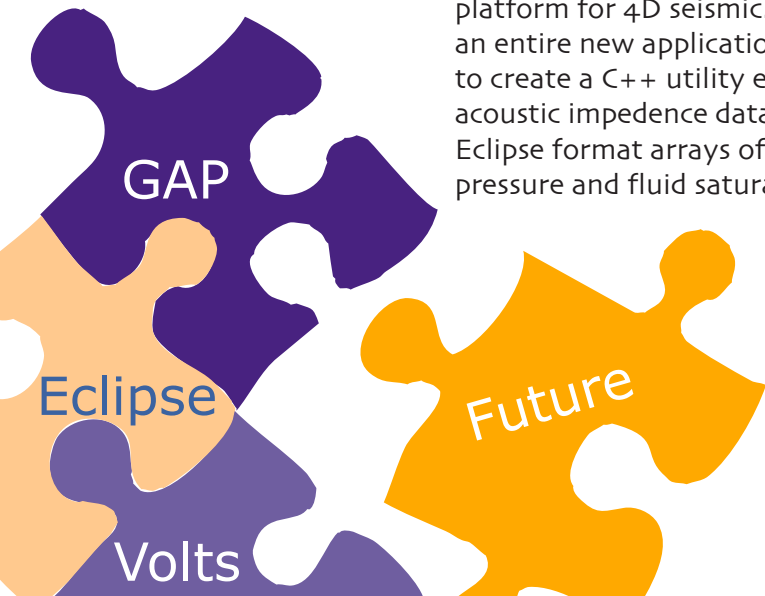 platform for 4D seismic
an entire new applicatio
to create a C++ utility e
acoustic impedence data
Eclipse format arrays of
pressure and fluid satura
GAP
Eclipse
Future
Volts